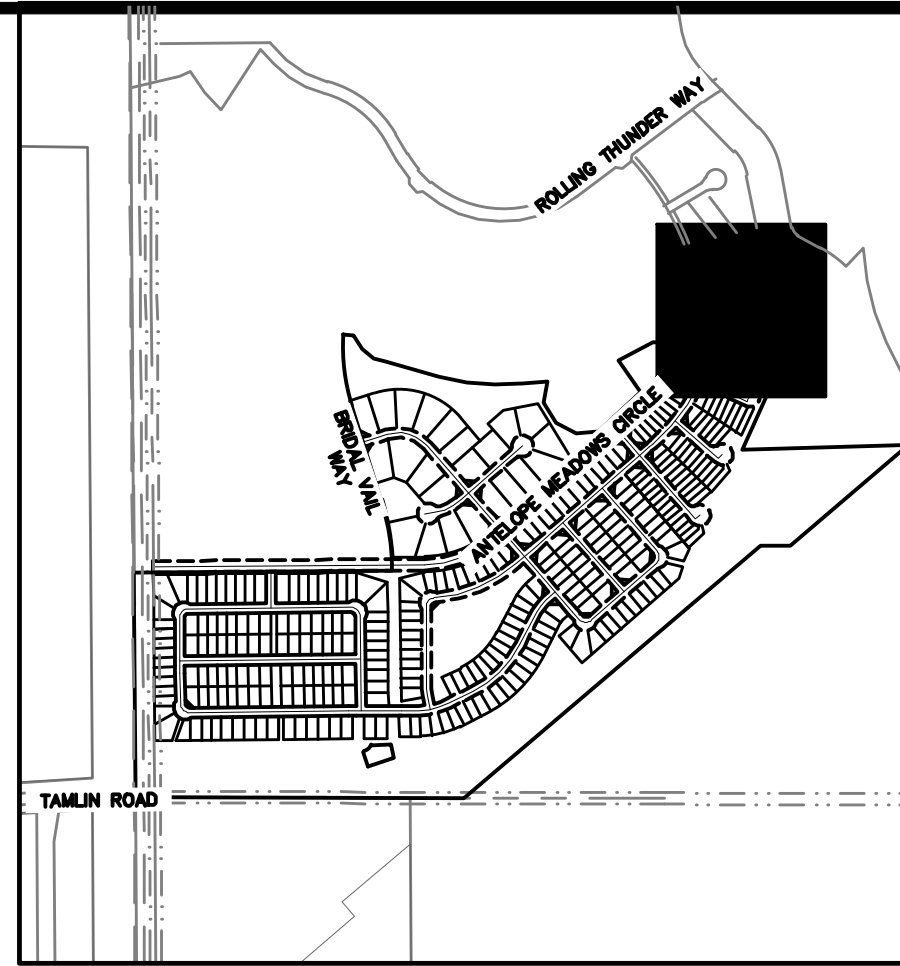 ROLLING THUNDER WAY
ANTELOPE MEADOWS CIRCLE
BRIDAL VAIL
WAY
TAMLIN ROAD